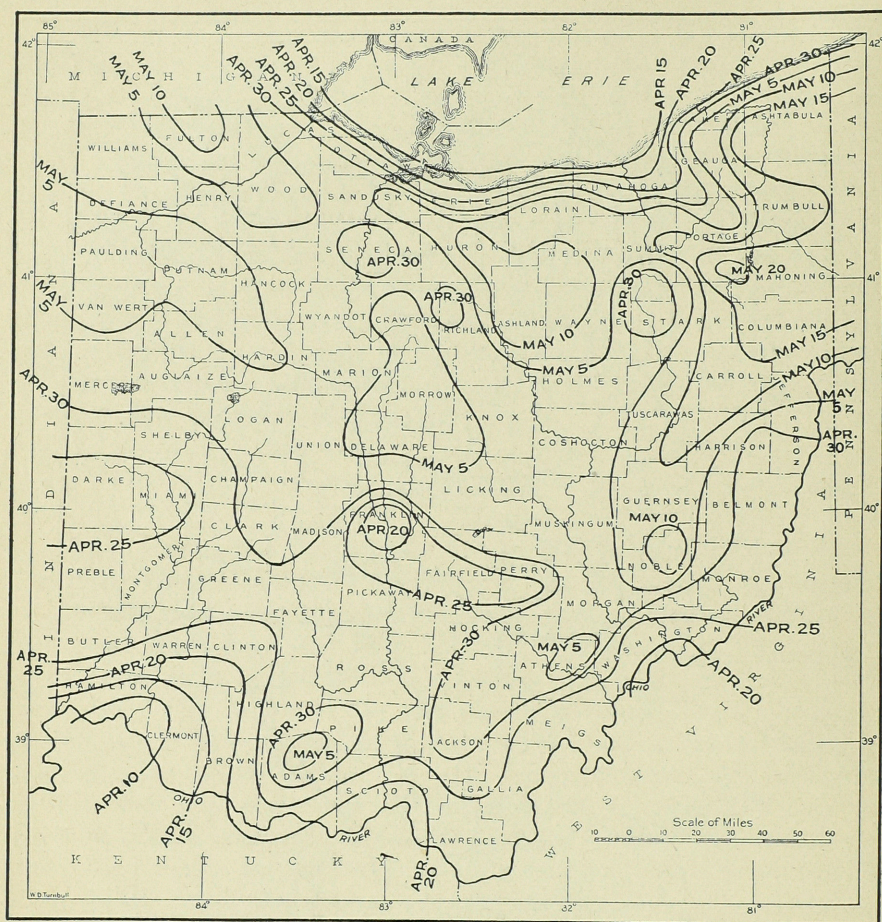 85°
84°
83°
82°
81°
42°
42°
CANADA
LAKE ERIE
MICHIGAN
MAY 5
MAY 10
APR. 30
APR. 25
APR. 20
APR. 15
APR 15
APR. 20
APR. 25
APR. 30
MAY 5
MAY 10
MAY 15
ASHTABULA
LAKE
FULTON
LUCAS
OTTAWA
WILLIAMS
GEAUGA
CUYAHOGA
WOOD
HENRY
DEFIANCE
SANDUSKY
ERIE
LORAIN
TRUMBULL
MAY 5
PORTAGE
SUMMIT
MEDINA
HURON
SENECA
APR. 30
PAULDING
PUTNAM
HANCOCK
MAY 20
MAHONING
41°
41°
MAY 5
VAN WERT
ALLEN
WYANDOT
CRAWFORD
APR. 30
RICHLAND
ASHLAND
WAYNE
STARK
APR. 30
COLUMBIANA
MAY 10
MAY 15
MAY 10
MAY 5
HARDIN
MARION
HOLMES
CARROLL
JEFFERSON
AUGLAIZE
MERCER
APR. 30
MORROW
KNOX
TUSCARAWAS
MAY 5
APR. 30
LOGAN
SHELBY
UNION
DELAWARE
COSHOCTON
HARRISON
MAY 5
DARKE
MIAMI
CHAMPAIGN
LICKING
GUERNSEY
BELMONT
40°
40°
CLARK
MADISON
FRANKLIN
APR. 20
MUSKINGUM
MAY 10
APR. 25
PREBLE
MONTGOMERY
GREENE
FAIRFIELD
PERRY
NOBLE
MONROE
PICKAWAY
APR. 25
MORGAN
FAYETTE
HOCKING
WASHINGTON
RIVER
APR. 25
BUTLER
WARREN
CLINTON
APR. 30
MAY 5
ATHENS
APR. 25
APR. 20
ROSS
VINTON
OHIO
APR. 20
HAMILTON
HIGHLAND
APR. 30
PIKE
MEIGS
39°
39°
CLERMONT
MAY 5
JACKSON
BROWN
ADAMS
APR. 10
OHIO
SCIOTO
GALLIA
APR. 15
RIVER
LAWRENCE
APR. 20
KENTUCKY
WEST VIRGINIA
PENNSYLVANIA
INDIANA
Scale of Miles
10 0 10 20 30 40 50 60
W.D. Turnbull
84°
83°
82°
81°